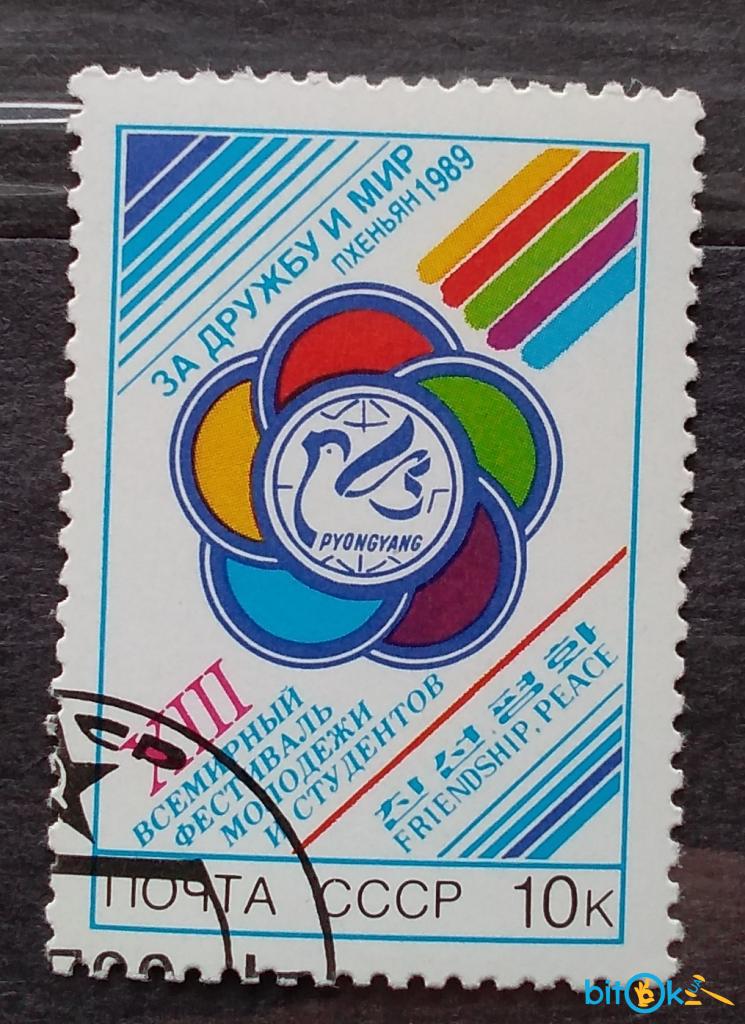 ЗА ДРУЖБУ И МИР
ПХЕНЬЯН 1989
PYONGYANG
XIII
ВСЕМИРНЫЙ
ФЕСТИВАЛЬ
МОЛОДЕЖИ
И СТУДЕНТОВ
친선, 평화
FRIENDSHIP, PEACE
ПОЧТА СССР 10к
bitok.ua